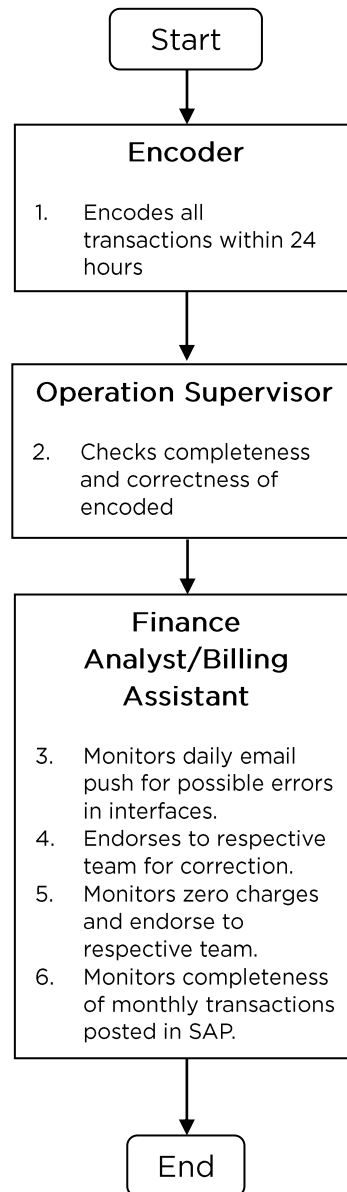 Start
Encoder
1. Encodes all
transactions within 24
hours
Operation Supervisor
2. Checks completeness
and correctness of
encoded
Finance
Analyst/Billing
Assistant
3. Monitors daily email
push for possible errors
in interfaces.
4. Endorses to respective
team for correction.
5. Monitors zero charges
and endorse to
respective team.
6. Monitors completeness
of monthly transactions
posted in SAP.
End